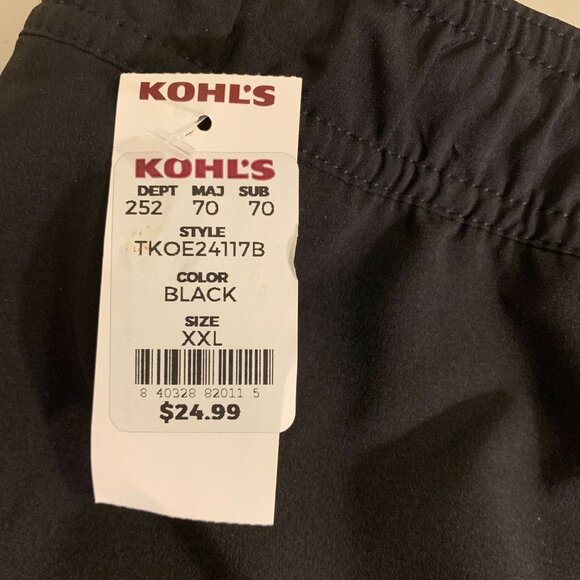 KOHL'S
KOHL'S
DEPT MAJ SUB
252 70 70
STYLE
TKOE24117B
COLOR
BLACK
SIZE
XXL
8 40328 82011 5
$24.99